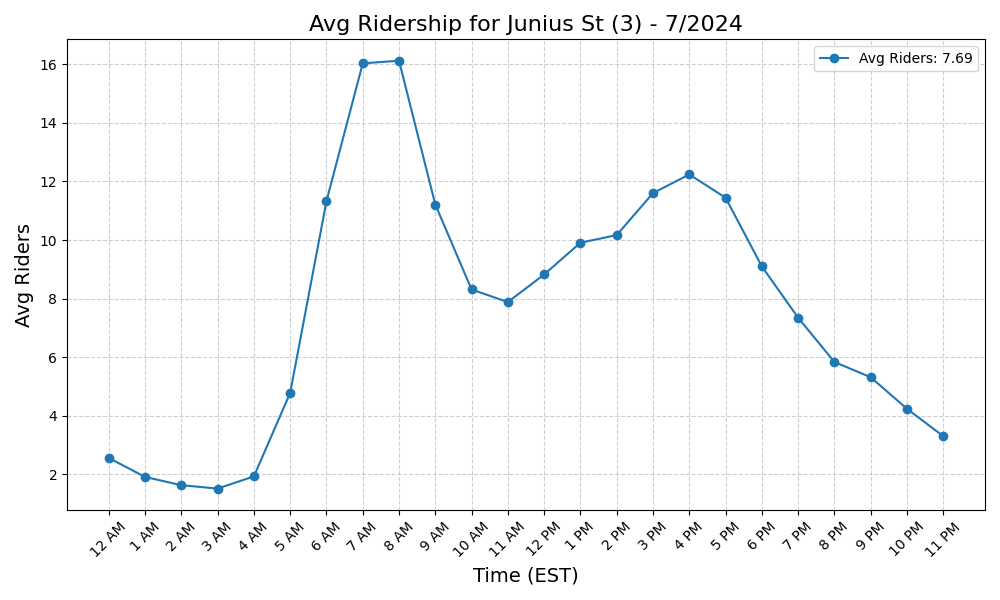 Avg Ridership for Junius St (3) - 7/2024
Avg Riders: 7.69
Avg Riders
16
14
12
10
8
6
4
2
12 AM
1 AM
2 AM
3 AM
4 AM
5 AM
6 AM
7 AM
8 AM
9 AM
10 AM
11 AM
12 PM
1 PM
2 PM
3 PM
4 PM
5 PM
6 PM
7 PM
8 PM
9 PM
10 PM
11 PM
Time (EST)